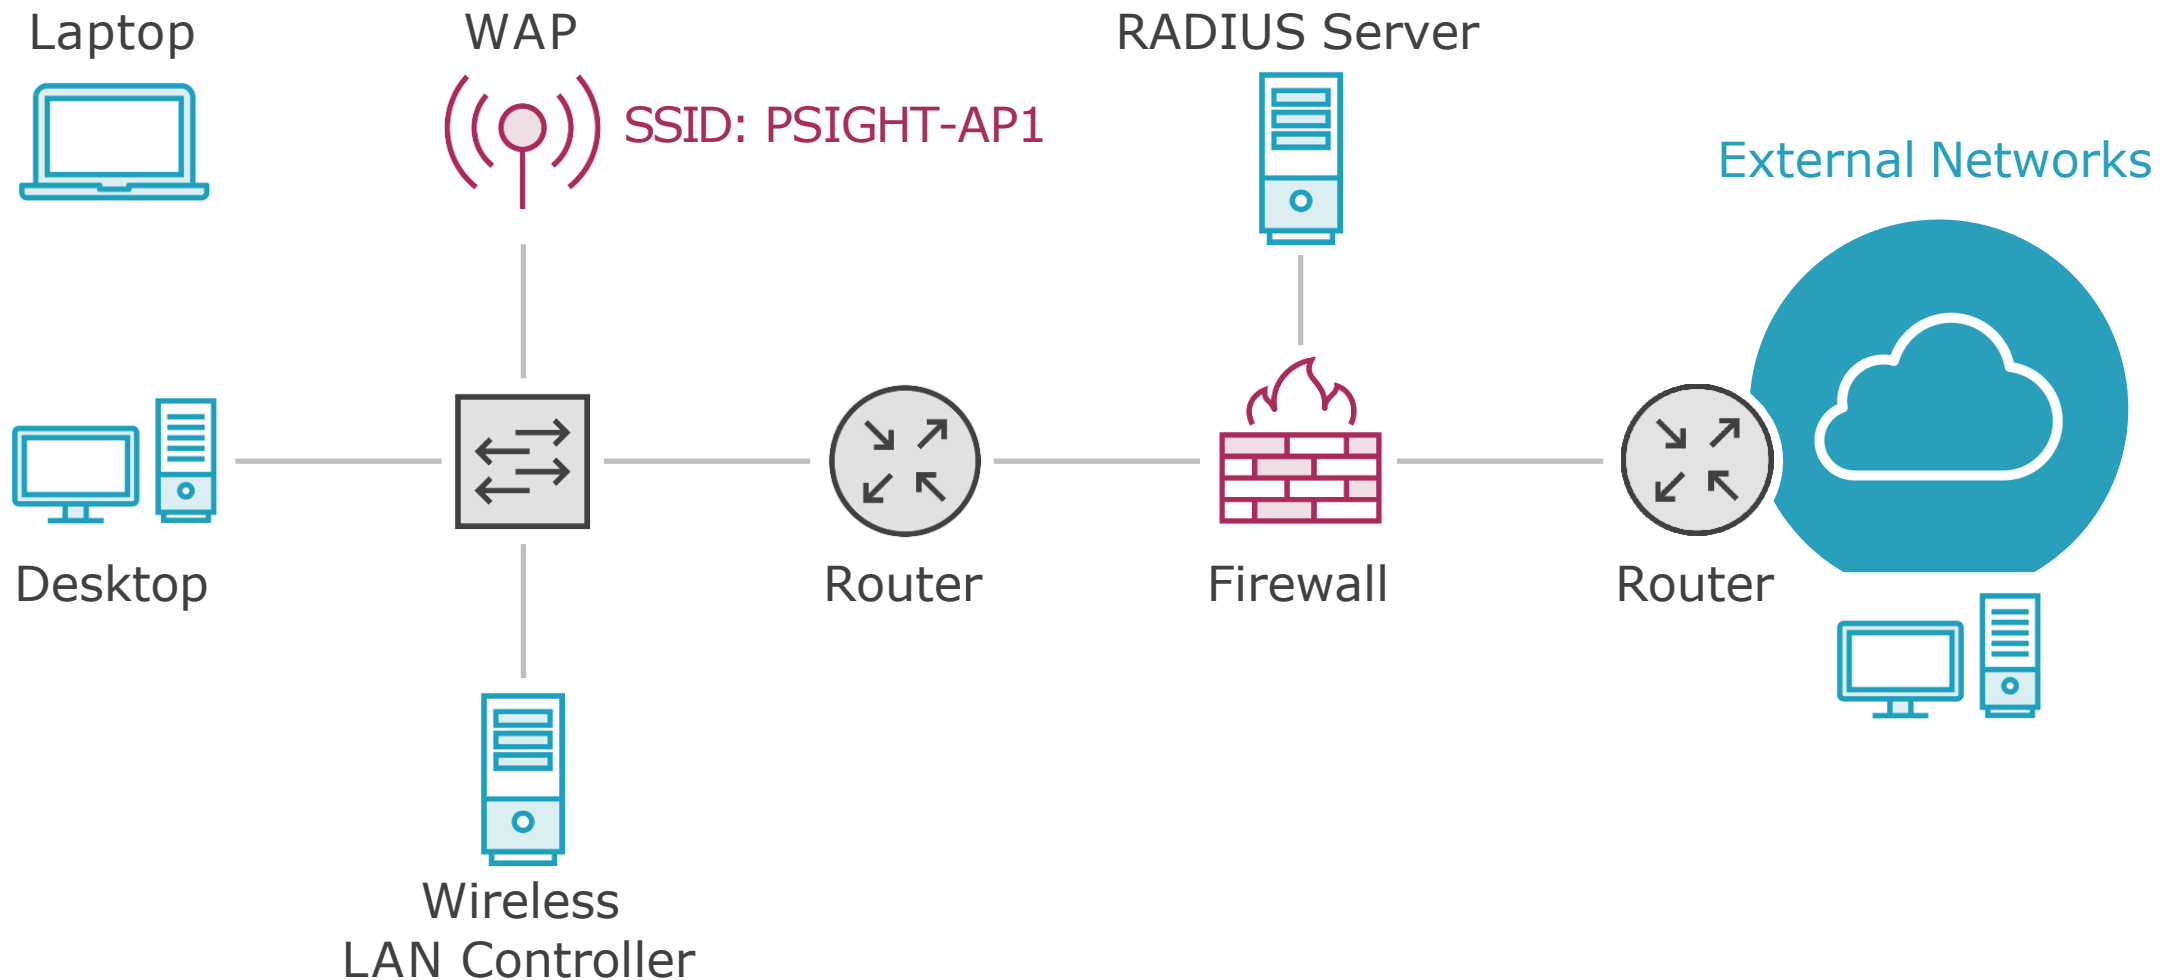 Laptop
WAP
RADIUS Server
SSID: PSIGHT-AP1
External Networks
Desktop
Router
Firewall
Router
Wireless
LAN Controller